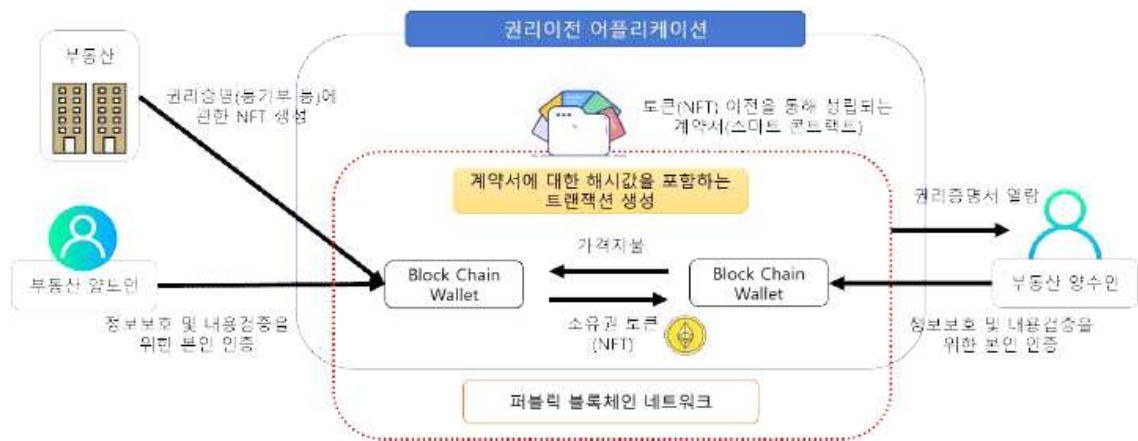 권리이전 어플리케이션
부동산
권리증명(등기부 등)에
관한 NFT 생성
토큰(NFT) 이전을 통해 성립되는
계약서(스마트 콘트랙트)
계약서에 대한 해시값을 포함하는
트랜잭션 생성
권리증명서 열람
가격지불
Block Chain
Wallet
Block Chain
Wallet
부동산 양도인
부동산 양수인
소유권 토큰
(NFT)
정보보호 및 내용검증을
위한 본인 인증
정보보호 및 내용검증을
위한 본인 인증
퍼블릭 블록체인 네트워크